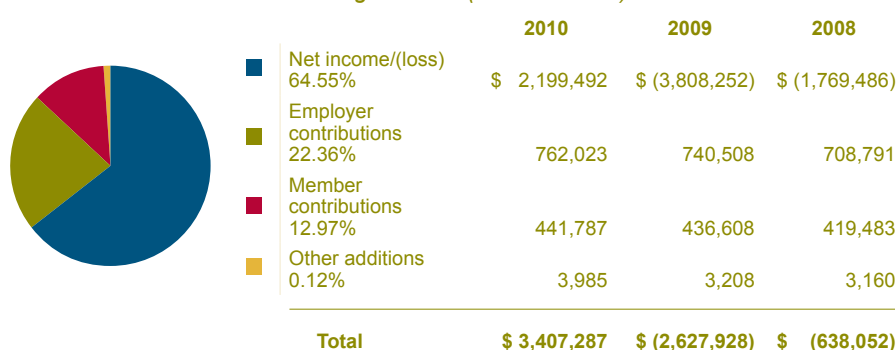 2010 2009 2008
Net income/(loss)
64.55% $ 2,199,492 $ (3,808,252) $ (1,769,486)
Employer
contributions
22.36% 762,023 740,508 708,791
Member
contributions
12.97% 441,787 436,608 419,483
Other additions
0.12% 3,985 3,208 3,160
Total $ 3,407,287 $ (2,627,928) $ (638,052)